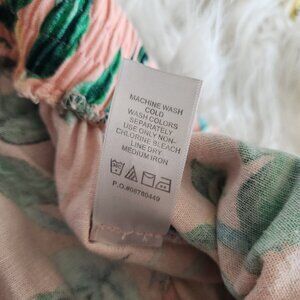 MACHINE WASH
COLD
WASH COLORS
SEPARATELY
USE ONLY NON-
CHLORINE BLEACH
LINE DRY
MEDIUM IRON
P.O.#08780449